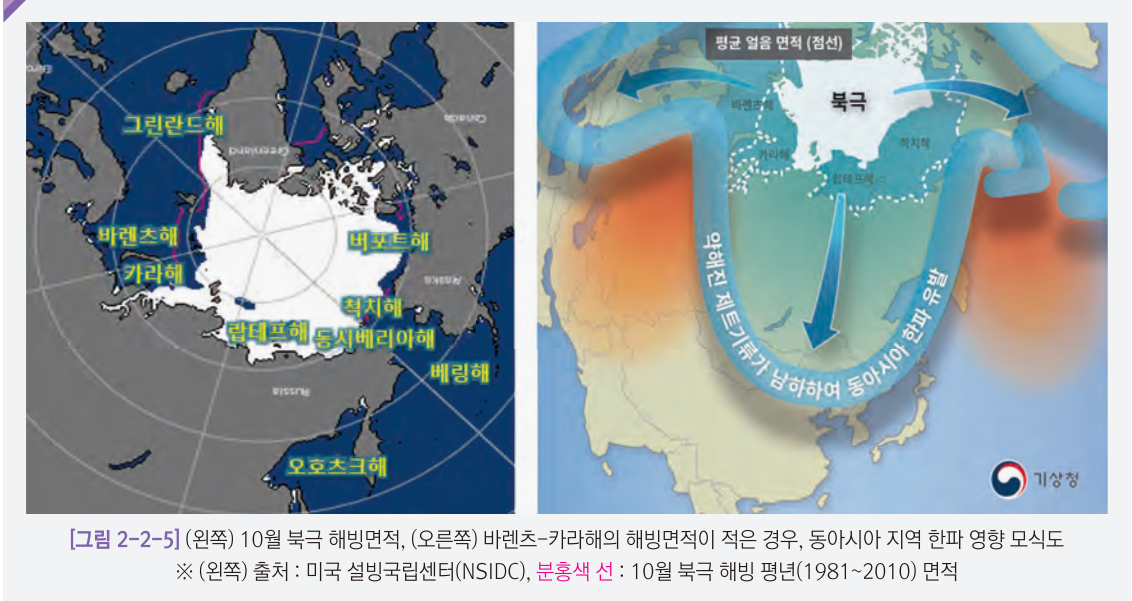 그린란드해
Greenland
Canada
바렌츠해
버포트해
카라해
Alaska
척치해
랍테프해
동시베리아해
베링해
Russia
오호츠크해
평균 얼음 면적 (점선)
북극
바렌츠해
카라해
척치해
랍테프해
약해진 제트기류가 남하하여 동아시아 한파 유발
기상청
[그림 2-2-5] (왼쪽) 10월 북극 해빙면적, (오른쪽) 바렌츠-카라해의 해빙면적이 적은 경우, 동아시아 지역 한파 영향 모식도
※ (왼쪽) 출처 : 미국 설빙국립센터(NSIDC), 분홍색 선 : 10월 북극 해빙 평년(1981~2010) 면적